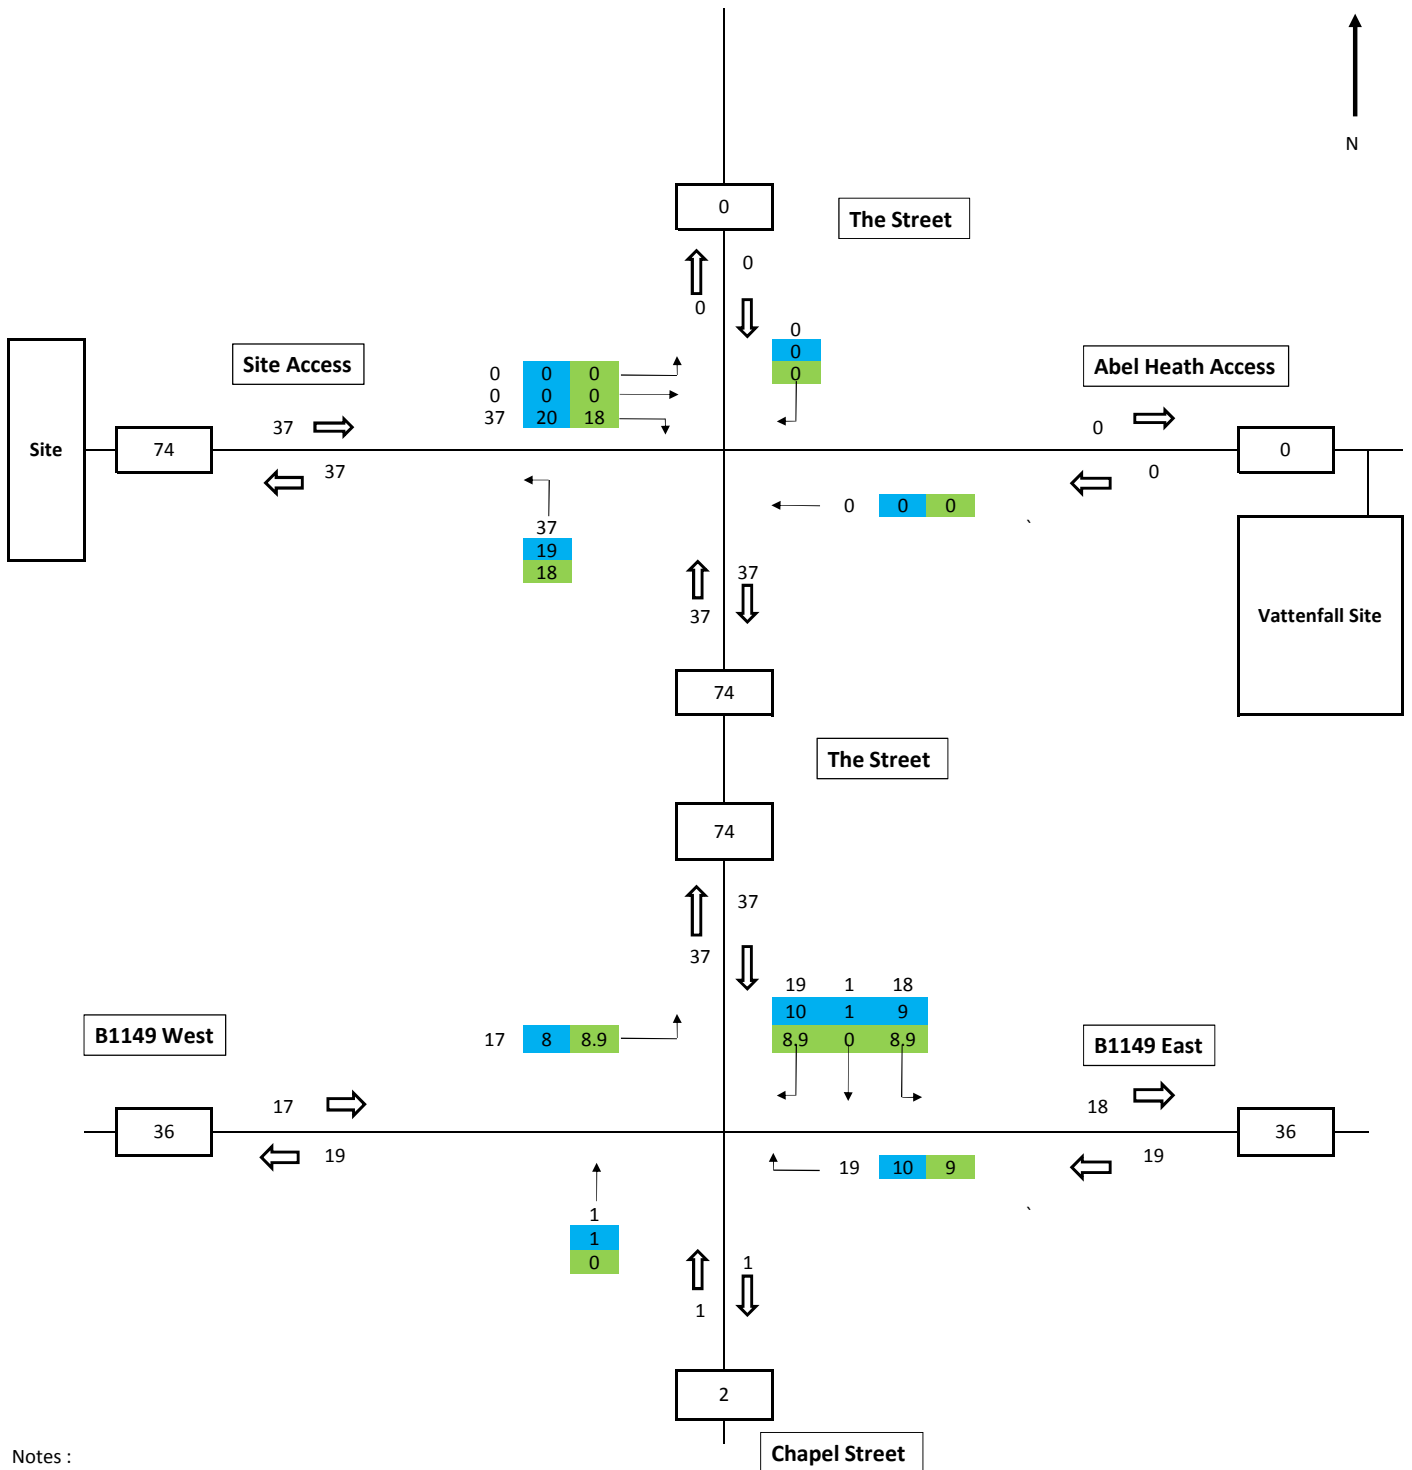 N
0
The Street
0
0
0
0
0
Site Access
Abel Heath Access
0 0 0
0 0 0
37 20 18
Site
74
37
37
0
0
0
37
19
18
0 0 0
`
37
37
Vattenfall Site
74
The Street
74
37
37
19 1 18
10 1 9
8.9 0 8.9
B1149 West
17 8 8.9
B1149 East
17
18
36
36
19
19 10 9
19
`
1
1
0
1
1
2
Chapel Street
Notes :